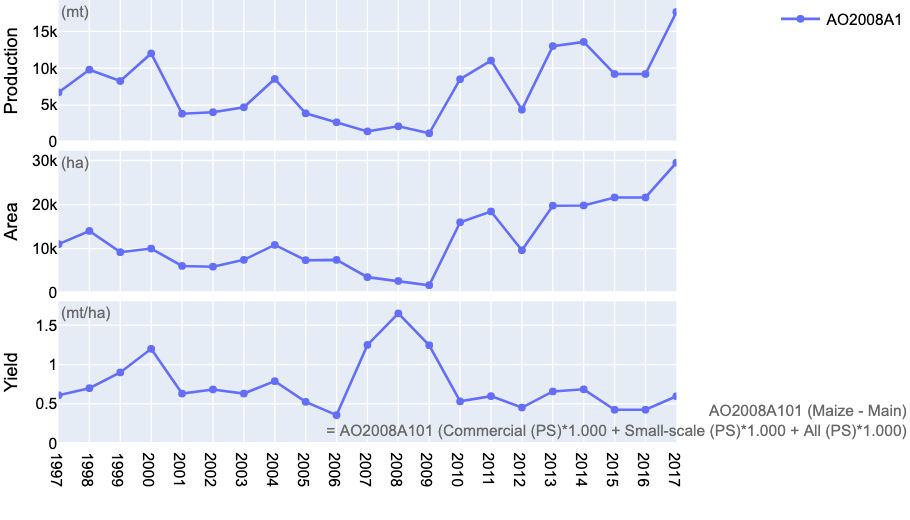 (mt)
AO2008A1
Production
15k
10k
5k
0
(ha)
Area
30k
20k
10k
0
(mt/ha)
Yield
1.5
1
0.5
0
AO2008A101 (Maize - Main)
= AO2008A101 (Commercial (PS)*1.000 + Small-scale (PS)*1.000 + All (PS)*1.000)
1997 1998 1999 2000 2001 2002 2003 2004 2005 2006 2007 2008 2009 2010 2011 2012 2013 2014 2015 2016 2017